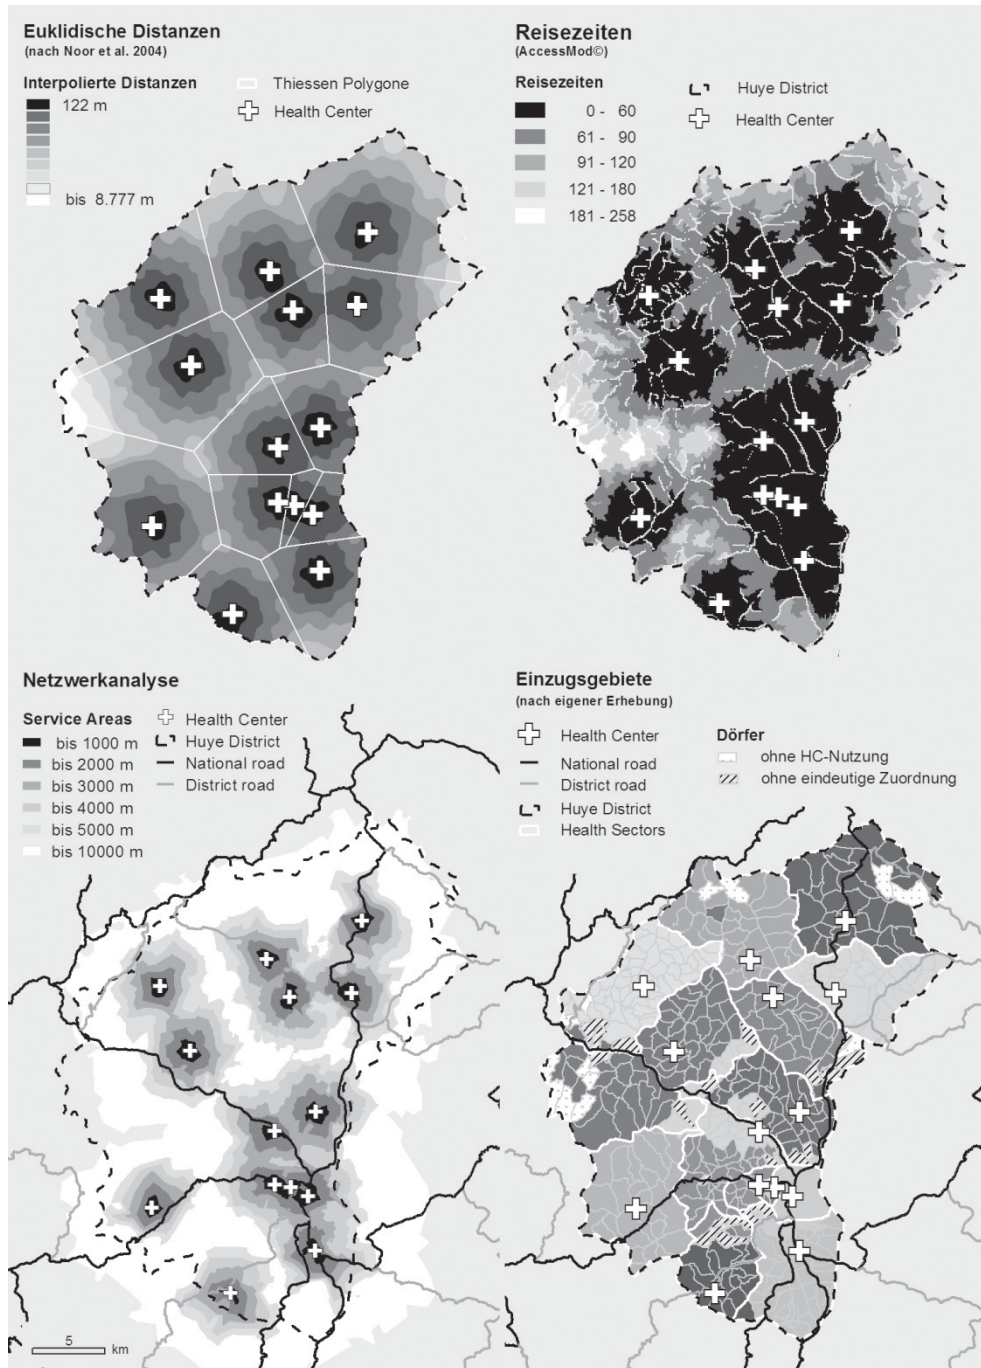 Euklidische Distanzen
(nach Noor et al. 2004)
Interpolierte Distanzen
122 m
bis 8.777 m
Thiessen Polygone
Health Center
Reisezeiten
(AccessMod©)
Reisezeiten
0 - 60
61 - 90
91 - 120
121 - 180
181 - 258
Huye District
Health Center
Netzwerkanalyse
Service Areas
bis 1000 m
bis 2000 m
bis 3000 m
bis 4000 m
bis 5000 m
bis 10000 m
Health Center
Huye District
National road
District road
5
km
Einzugsgebiete
(nach eigener Erhebung)
Health Center
National road
District road
Huye District
Health Sectors
Dörfer
ohne HC-Nutzung
ohne eindeutige Zuordnung